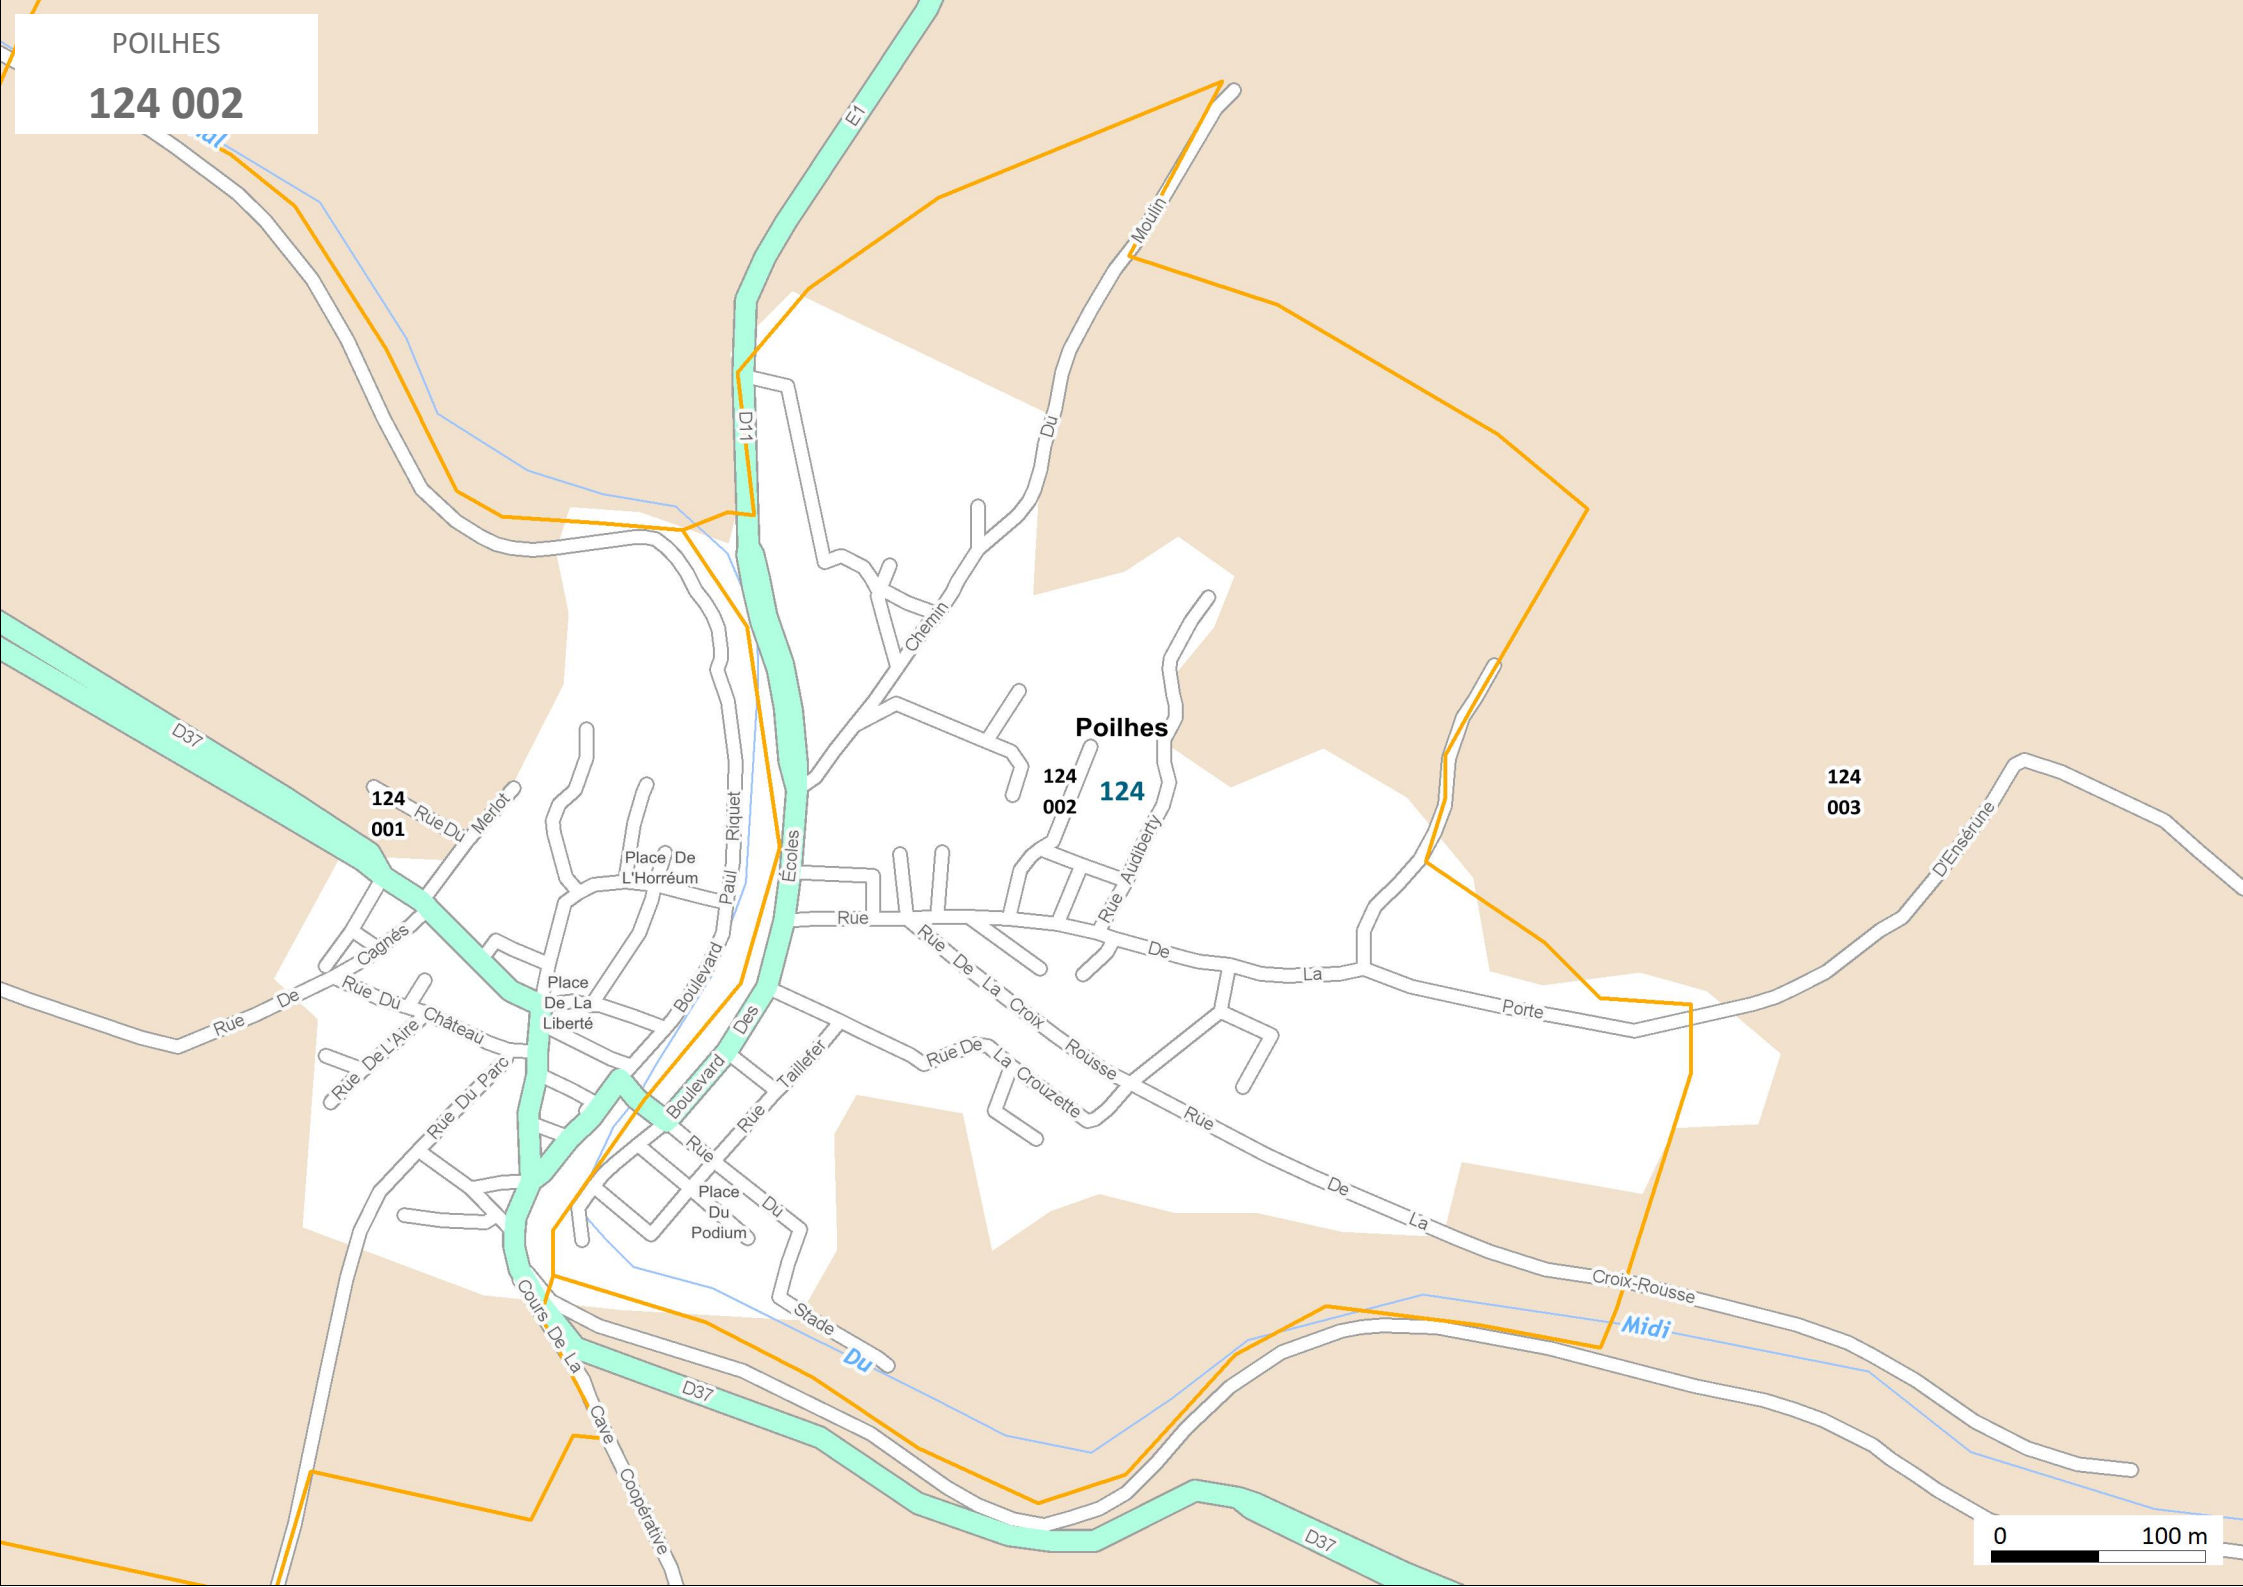 POILHES
124 002
al
E1
Moulin
D11
Du
Chemin
D37
Poilhes
124
002
124
124
003
124
001
Rue Du
Merlot
Place De
L'Horréum
Paul Riquet
Boulevard
Ecoles
Des
Boulevard
Rue Audiberty
D'Ensérune
Rue
De
La
Porte
Rue De La Croix
Rousse
Rue De Cagnés
Rue Du
Château
Rue De L'Aire
Rue Du Parc
Place
De La
Liberté
Rue De
La Crouzette
Rue Taillefer
Rue
De
La
Croix-Rousse
Rue
Du
Stade
Place
Du
Podium
Cours De La
Cave
Coopérative
Du
Midi
D37
D37
0 100 m